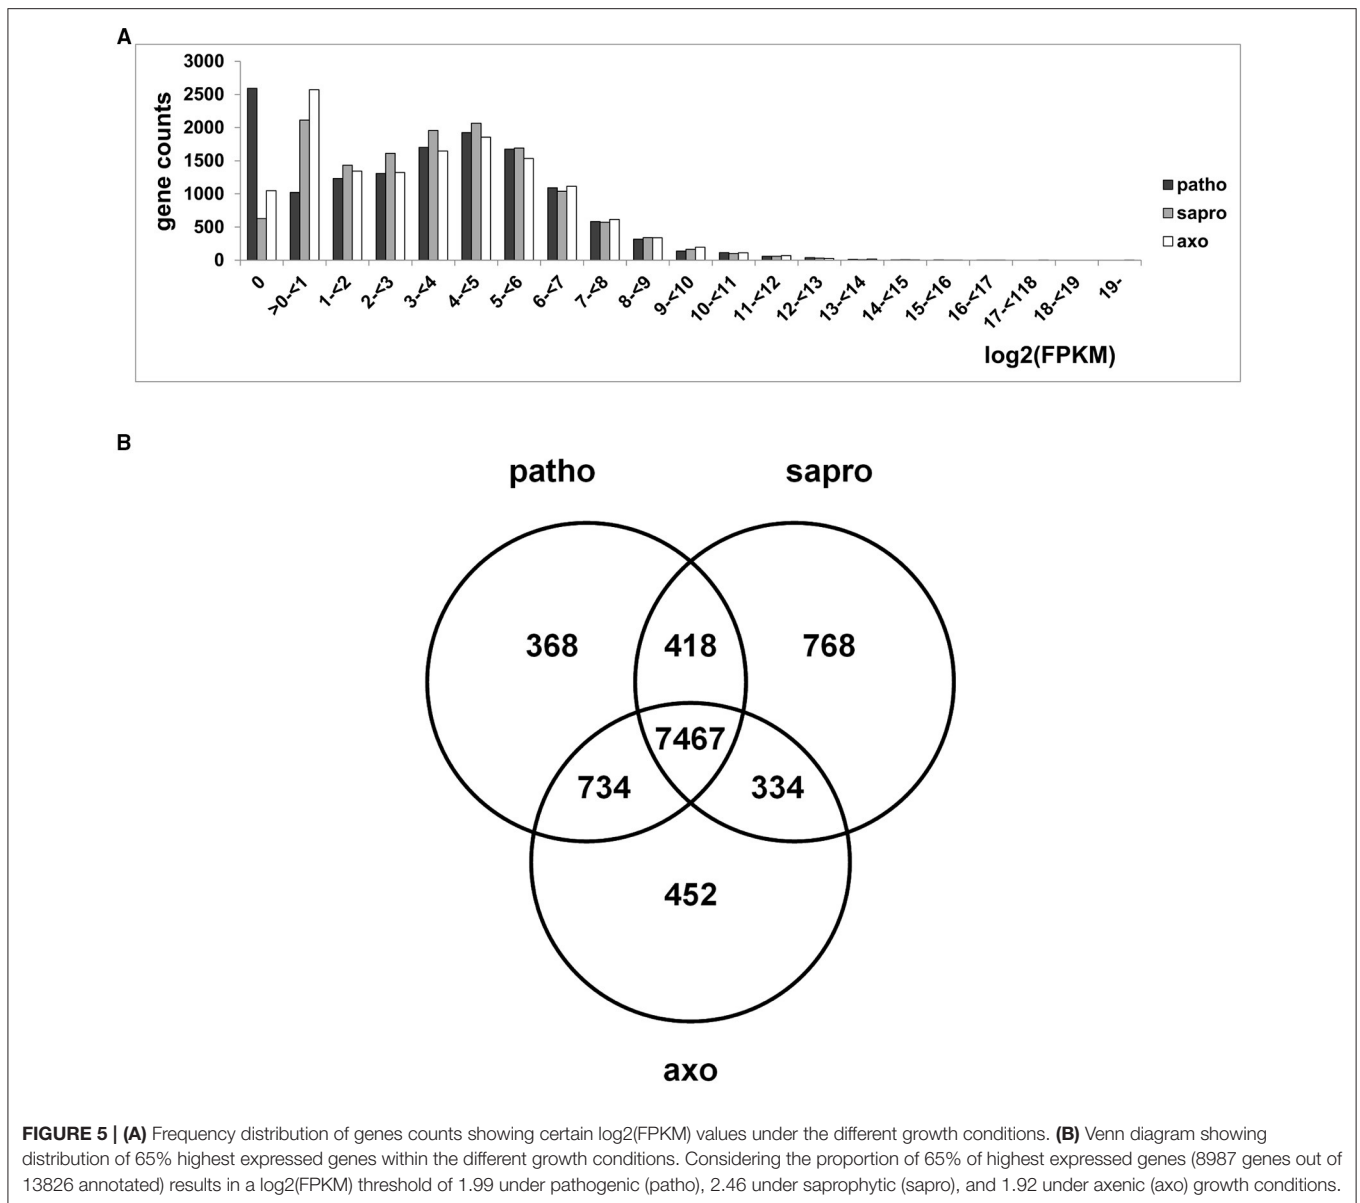 A
3000
2500
2000
1500
1000
500
0
gene counts
0
>0-<1
1-<2
2-<3
3-<4
4-<5
5-<6
6-<7
7-<8
8-<9
9-<10
10-<11
11-<12
12-<13
13-<14
14-<15
15-<16
16-<17
17-<118
18-<19
19-
log2(FPKM)
patho
sapro
axo
B
patho
sapro
368
418
768
7467
734
334
452
axo
FIGURE 5 | (A) Frequency distribution of genes counts showing certain log2(FPKM) values under the different growth conditions. (B) Venn diagram showing
distribution of 65% highest expressed genes within the different growth conditions. Considering the proportion of 65% of highest expressed genes (8987 genes out of
13826 annotated) results in a log2(FPKM) threshold of 1.99 under pathogenic (patho), 2.46 under saprophytic (sapro), and 1.92 under axenic (axo) growth conditions.